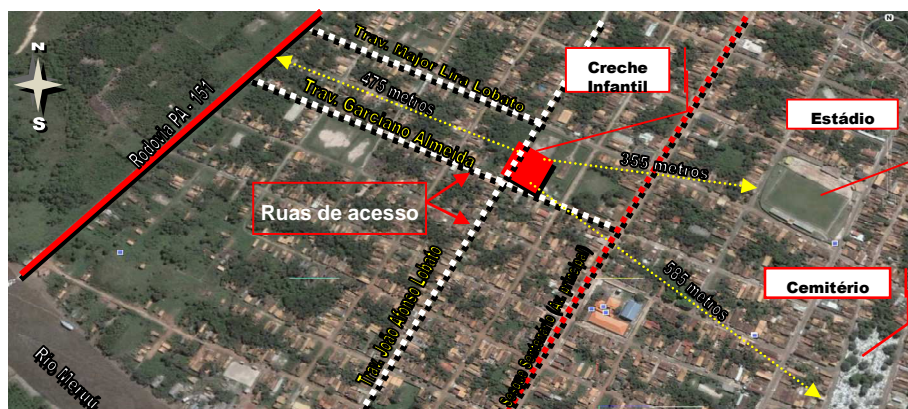 N
S
N
Trav. Major Lira Lobato
475 metros
Trav. Garciano Almeida
Rodovia PA - 151
Creche
Infantil
Estádio
355 metros
Ruas de acesso
João Afonso Lobato
principal)
585 metros
Cemitério
Rio Meruú